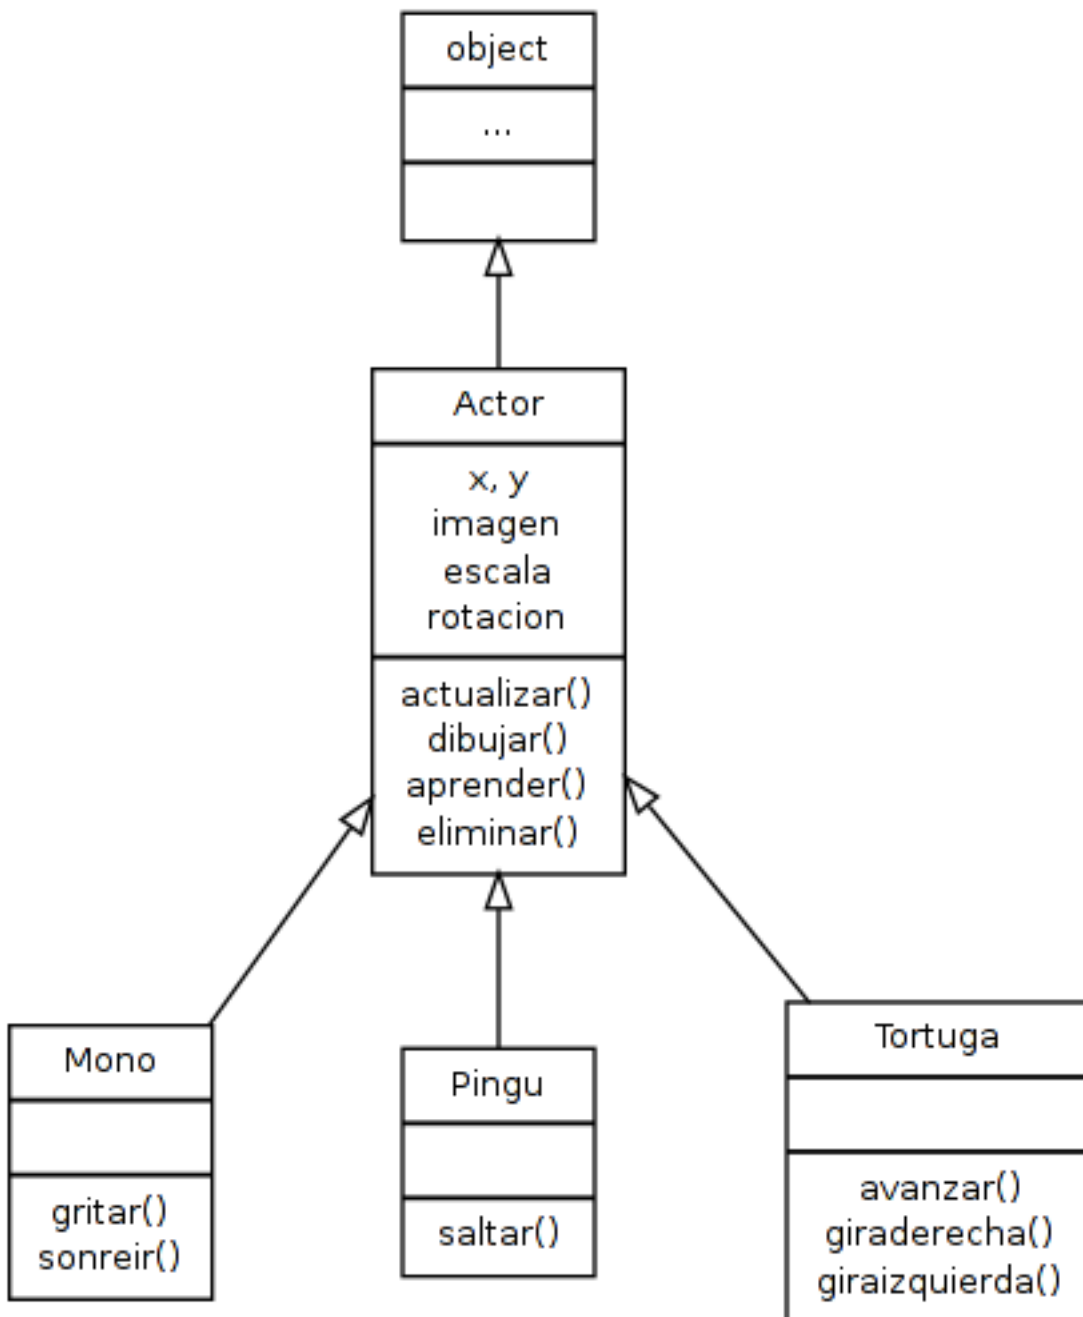 object
...
Actor
x, y
imagen
escala
rotacion
actualizar()
dibujar()
aprender()
eliminar()
Mono
gritar()
sonreir()
Pingu
saltar()
Tortuga
avanzar()
giraderecha()
giraizquierda()